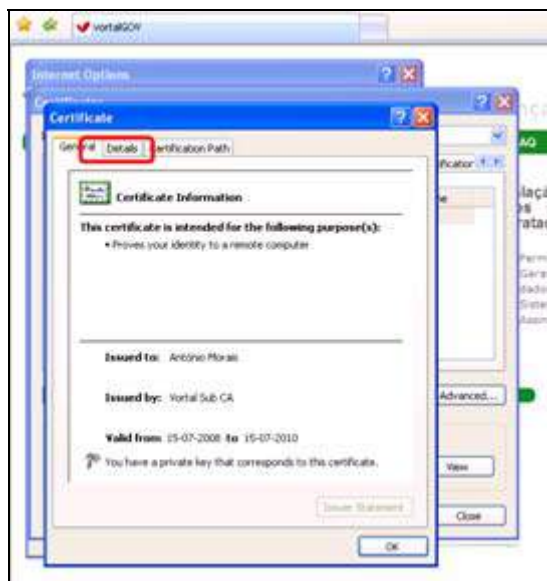 vortalGOV
Internet Options
Certificate
General
Details
Certification Path
Certificate Information
This certificate is intended for the following purpose(s):
• Proves your identity to a remote computer
Issued to: António Morais
Issued by: Vortal Sub CA
Valid from 15-07-2008 to 15-07-2010
You have a private key that corresponds to this certificate.
Issuer Statement
OK
AQ
Advanced...
View
Close